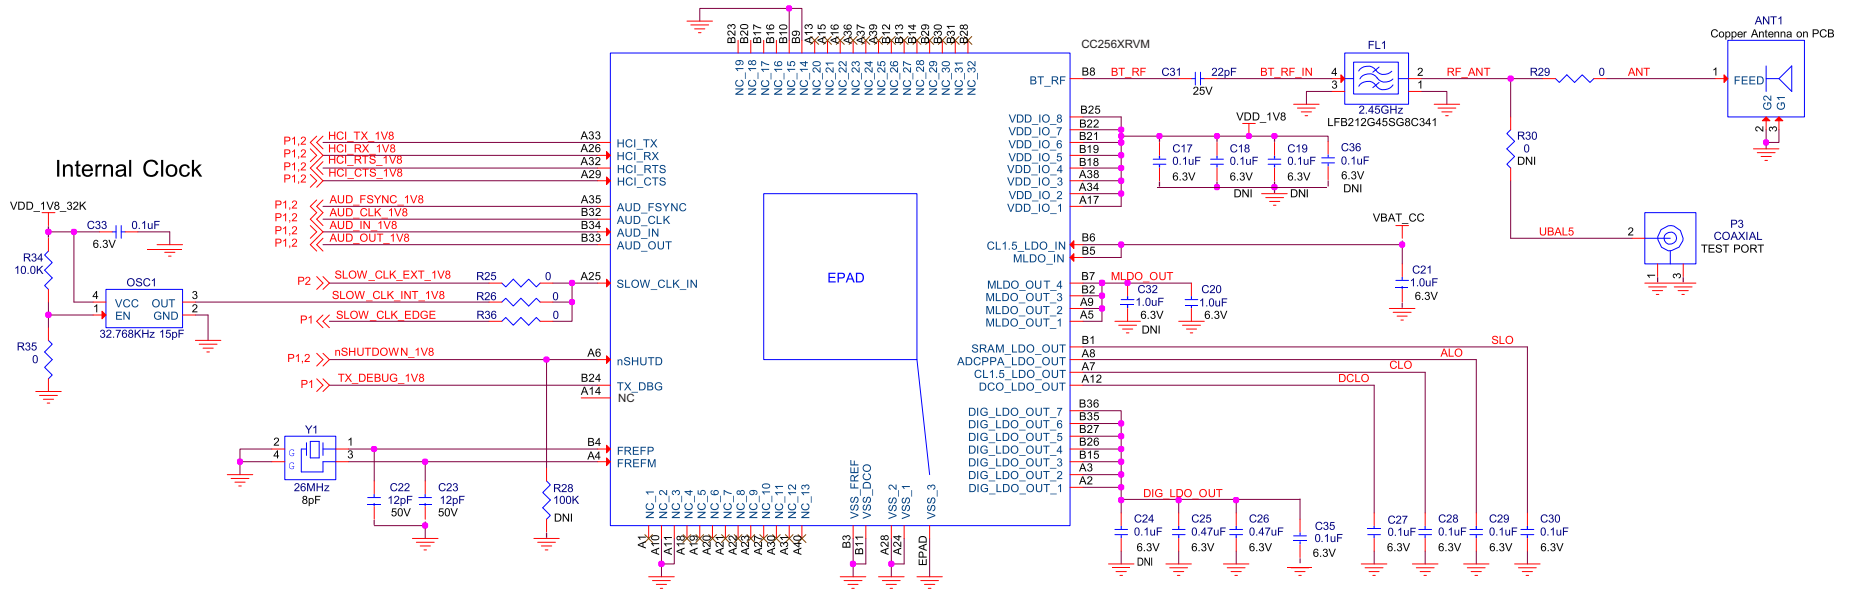 Internal Clock
VDD_1V8_32K
C33
0.1uF
6.3V
R34
10.0K
OSC1
4
VCC
OUT
3
1
EN
GND
2
32.768KHz 15pF
R35
0
P1,2
HCI_TX_1V8
A33
HCI_TX
P1,2
HCI_RX_1V8
A26
HCI_RX
P1,2
HCI_RTS_1V8
A32
HCI_RTS
P1,2
HCI_CTS_1V8
A29
HCI_CTS
P1,2
AUD_FSYNC_1V8
A35
AUD_FSYNC
P1,2
AUD_CLK_1V8
B32
AUD_CLK
P1,2
AUD_IN_1V8
B34
AUD_IN
P1,2
AUD_OUT_1V8
B33
AUD_OUT
P2
SLOW_CLK_EXT_1V8
R25
0
A25
SLOW_CLK_IN
SLOW_CLK_INT_1V8
R26
0
P1
SLOW_CLK_EDGE
R36
0
P1,2
nSHUTDOWN_1V8
A6
nSHUTD
P1
TX_DEBUG_1V8
B24
TX_DBG
A14
NC
Y1
2
G
1
4
G
3
26MHz
8pF
B4
FREFP
A4
FREFM
C22
12pF
50V
C23
12pF
50V
R28
100K
DNI
B23
B20
B17
B16
B10
B9
A13
A15
A16
A36
A37
A39
B12
B13
B14
B29
B30
B31
B28
NC_19
NC_18
NC_17
NC_16
NC_15
NC_14
NC_20
NC_21
NC_22
NC_23
NC_24
NC_25
NC_26
NC_27
NC_28
NC_29
NC_30
NC_31
NC_32
EPAD
NC_1
NC_2
NC_3
NC_4
NC_5
NC_6
NC_7
NC_8
NC_9
NC_10
NC_11
NC_12
NC_13
VSS_FREF
VSS_DCO
VSS_2
VSS_1
VSS_3
A1
A10
A11
A18
A19
A20
A21
A22
A23
A27
A30
A31
A40
B3
B11
A28
A24
EPAD
CC256XRVM
BT_RF
B8
BT_RF
C31
22pF
25V
BT_RF_IN
FL1
4
3
2
1
2.45GHz
LFB212G45SG8C341
RF_ANT
R29
0
ANT
ANT1
Copper Antenna on PCB
1
FEED
G2
G1
2
3
R30
0
DNI
UBAL5
2
P3
COAXIAL
TEST PORT
1
3
VDD_IO_8
B25
VDD_IO_7
B22
VDD_IO_6
B21
VDD_IO_5
B19
VDD_IO_4
B18
VDD_IO_3
A38
VDD_IO_2
A34
VDD_IO_1
A17
VDD_1V8
C17
0.1uF
6.3V
C18
0.1uF
6.3V
DNI
C19
0.1uF
6.3V
DNI
C36
0.1uF
6.3V
DNI
VBAT_CC
CL1.5_LDO_IN
B6
MLDO_IN
B5
C21
1.0uF
6.3V
MLDO_OUT_4
B7
MLDO_OUT
MLDO_OUT_3
B2
MLDO_OUT_2
A9
MLDO_OUT_1
A5
C32
1.0uF
6.3V
DNI
C20
1.0uF
6.3V
SRAM_LDO_OUT
B1
SLO
ADCPPA_LDO_OUT
A8
ALO
CL1.5_LDO_OUT
A7
CLO
DCO_LDO_OUT
A12
DCLO
DIG_LDO_OUT_7
B36
DIG_LDO_OUT_6
B35
DIG_LDO_OUT_5
B27
DIG_LDO_OUT_4
B26
DIG_LDO_OUT_3
B15
DIG_LDO_OUT_2
A3
DIG_LDO_OUT_1
A2
DIG_LDO_OUT
C24
0.1uF
6.3V
DNI
C25
0.47uF
6.3V
C26
0.47uF
6.3V
C35
0.1uF
6.3V
C27
0.1uF
6.3V
C28
0.1uF
6.3V
C29
0.1uF
6.3V
C30
0.1uF
6.3V